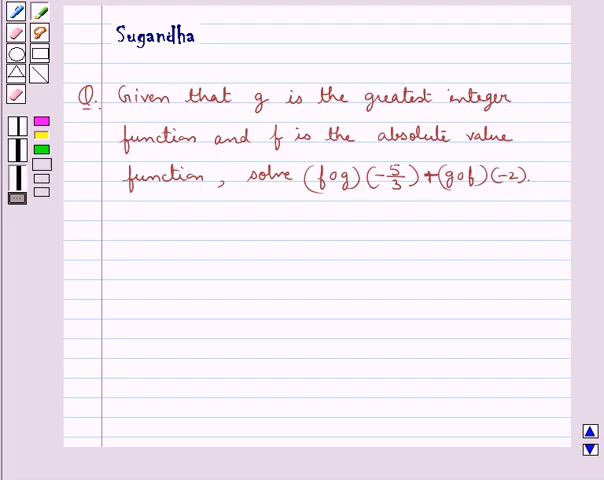 Sugandha
Q. Given that g is the greatest integer
function and f is the absolute value
function, solve (fog)(-5/3)+(gof)(-2).